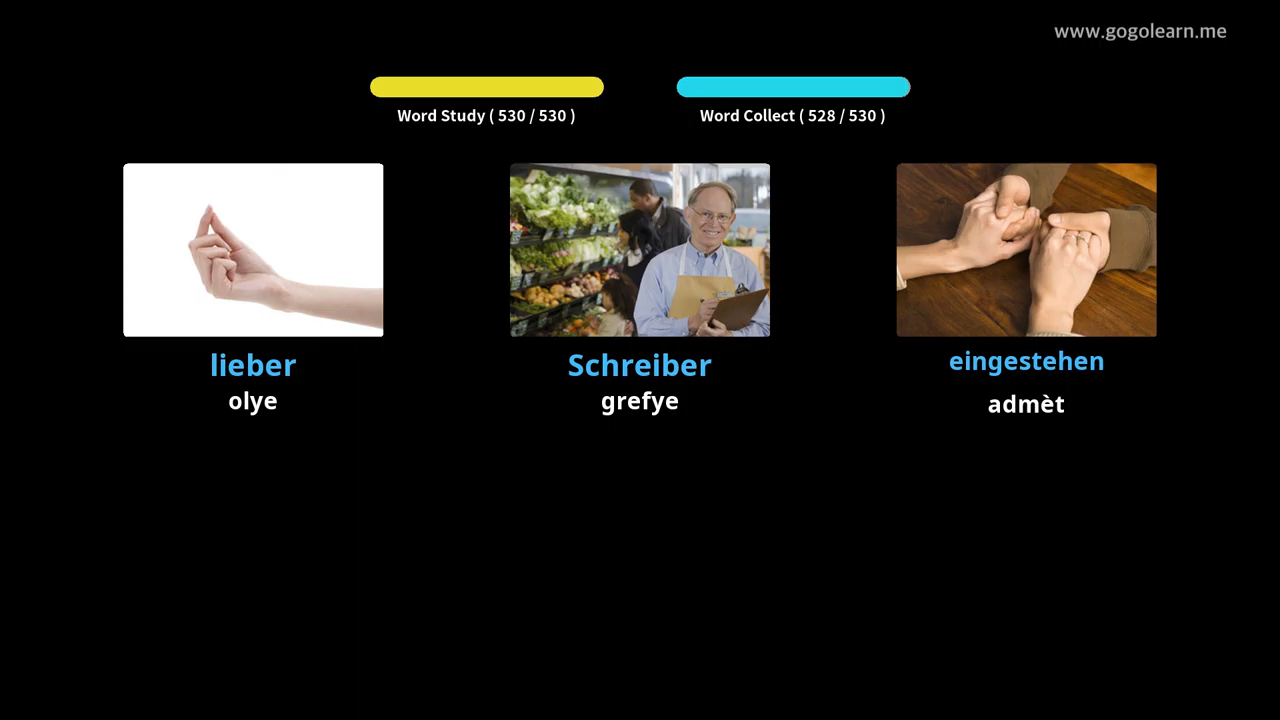 www.gogolearn.me
Word Study ( 530 / 530 )
Word Collect ( 528 / 530 )
lieber
olye
Schreiber
grefye
eingestehen
admèt